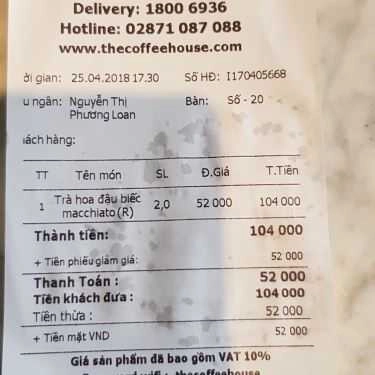 Delivery: 1800 6936
Hotline: 02871 087 088
www.thecoffeehouse.com
ời gian: 25.04.2018 17.30 Số HĐ: I170405668
u ngân: Nguyễn Thị Phương Loan Bàn: Số - 20
iách hàng:
TT Tên món SL Đ.Giá T.Tiền
1 Trà hoa đậu biếc macchiato(R) 2,0 52 000 104 000
Thành tiền: 104 000
+ Tiền phiếu giảm giá: 52 000
Thanh Toán : 52 000
Tiền khách đưa : 104 000
Tiền thừa : 52 000
+ Tiền mặt VND 52 000
Giá sản phẩm đã bao gồm VAT 10%
thecoffeehouse